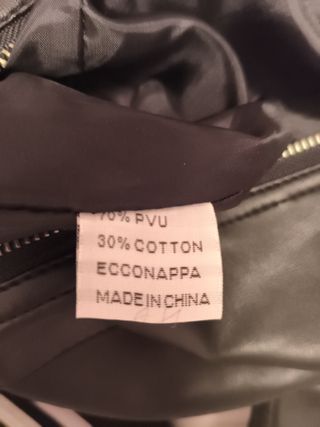 70% PVU
30% COTTON
ECCONAPPA
MADE IN CHINA